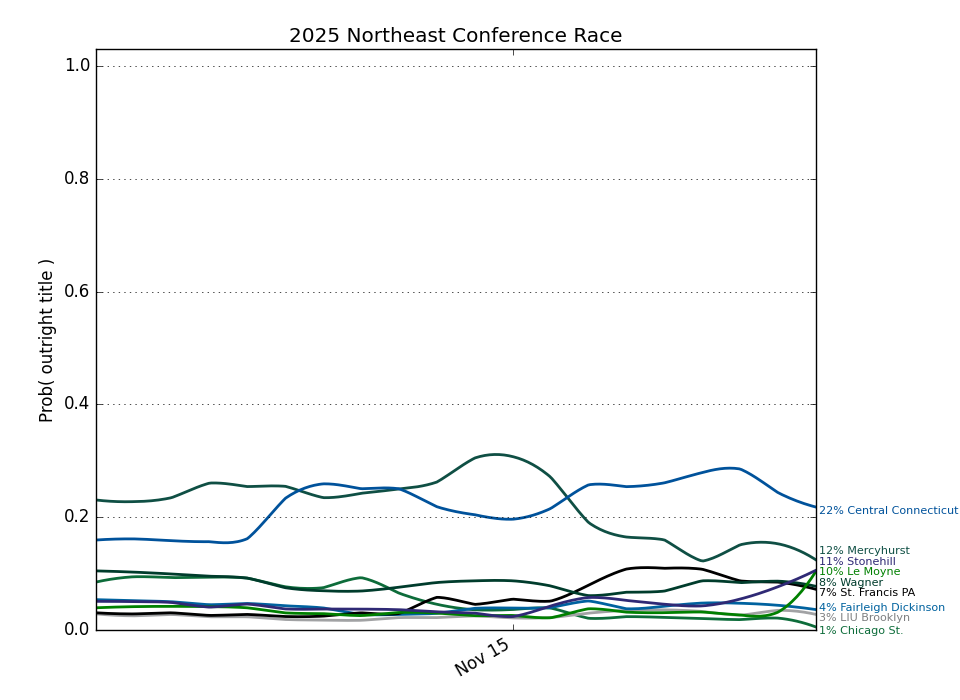 2025 Northeast Conference Race
1.0
0.8
0.6
0.4
0.2
0.0
Prob( outright title )
Nov 15
22% Central Connecticut
12% Mercyhurst
11% Stonehill
10% Le Moyne
8% Wagner
7% St. Francis PA
4% Fairleigh Dickinson
3% LIU Brooklyn
1% Chicago St.